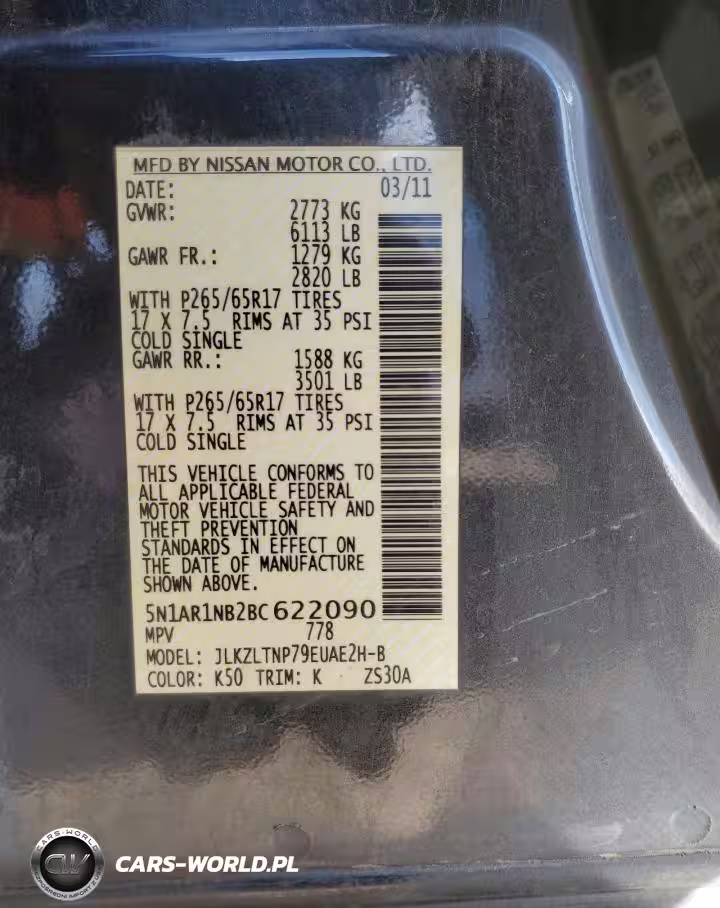 MFD BY NISSAN MOTOR CO., LTD.
DATE: 03/11
GVWR: 2773 KG
6113 LB
GAWR FR.: 1279 KG
2820 LB
WITH P265/65R17 TIRES
17 X 7.5 RIMS AT 35 PSI
COLD SINGLE
GAWR RR.: 1588 KG
3501 LB
WITH P265/65R17 TIRES
17 X 7.5 RIMS AT 35 PSI
COLD SINGLE
THIS VEHICLE CONFORMS TO
ALL APPLICABLE FEDERAL
MOTOR VEHICLE SAFETY AND
THEFT PREVENTION
STANDARDS IN EFFECT ON
THE DATE OF MANUFACTURE
SHOWN ABOVE.
5N1AR1NB2BC622090
MPV 778
MODEL: JLKZLTNP79EUAE2H-B
COLOR: K50 TRIM: K ZS30A
CARS-WORLD
CW
CARS-WORLD.PL